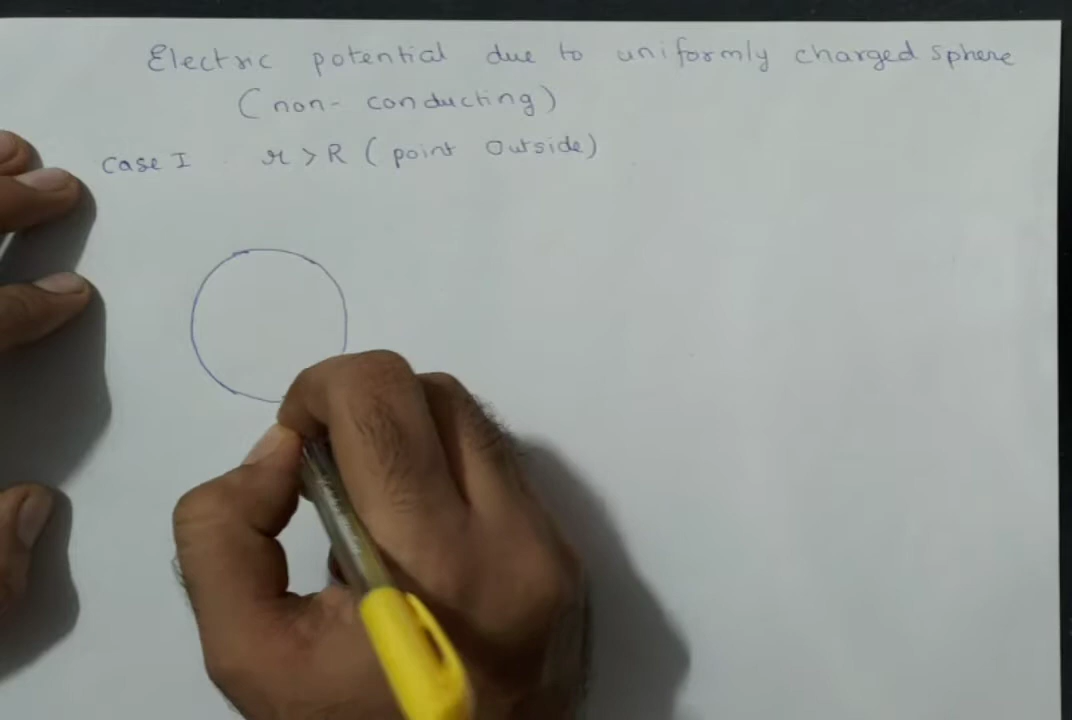 Electric potential due to uniformly charged sphere
(non-conducting)
Case I r > R (point outside)